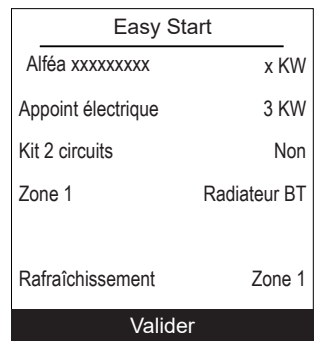 Easy Start
Alféa xxxxxxxxx x KW
Appoint électrique 3 KW
Kit 2 circuits Non
Zone 1 Radiateur BT
Rafraîchissement Zone 1
Valider